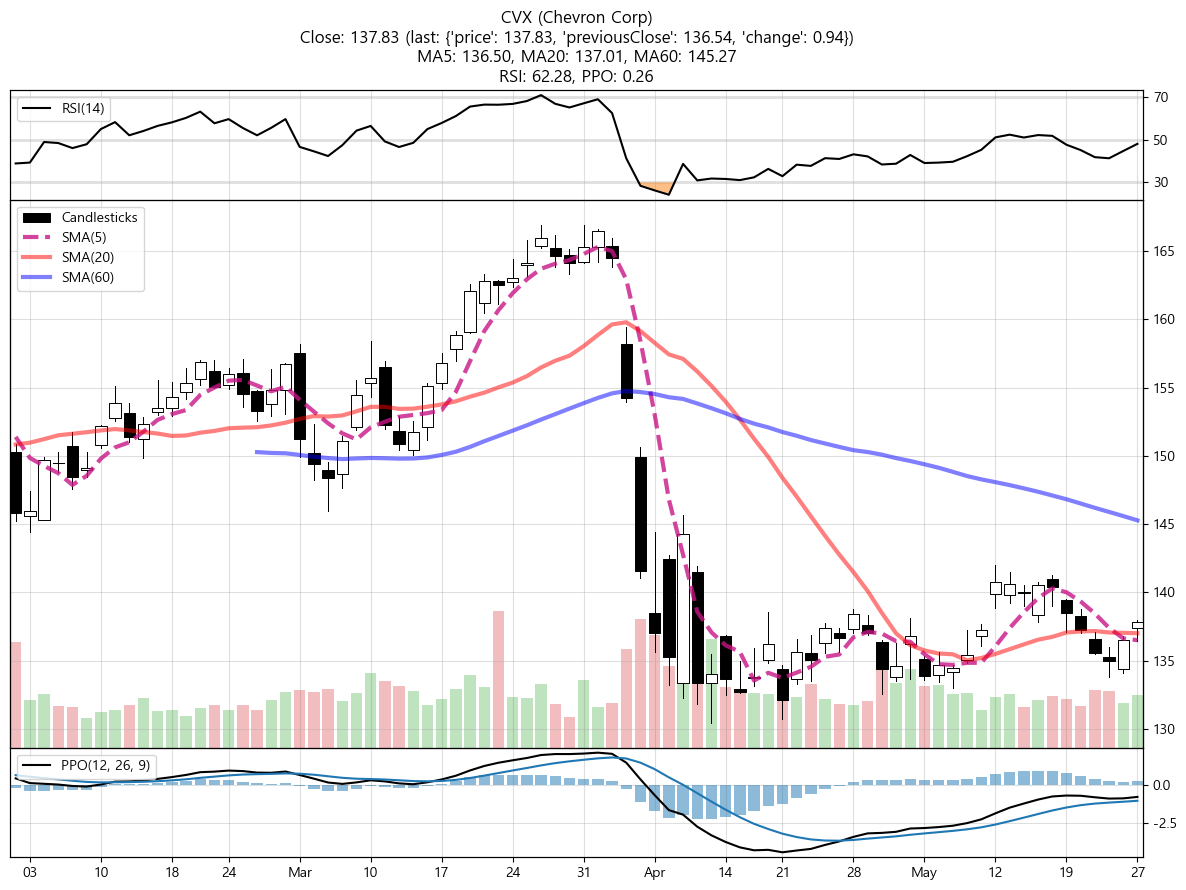 CVX (Chevron Corp)
Close: 137.83 (last: {'price': 137.83, 'previousClose': 136.54, 'change': 0.94})
MA5: 136.50, MA20: 137.01, MA60: 145.27
RSI: 62.28, PPO: 0.26
RSI(14)
70
50
30
Candlesticks
SMA(5)
SMA(20)
SMA(60)
165
160
155
150
145
140
135
130
PPO(12, 26, 9)
0.0
-2.5
03 10 18 24 Mar 10 17 24 31 Apr 14 21 28 May 12 19 27